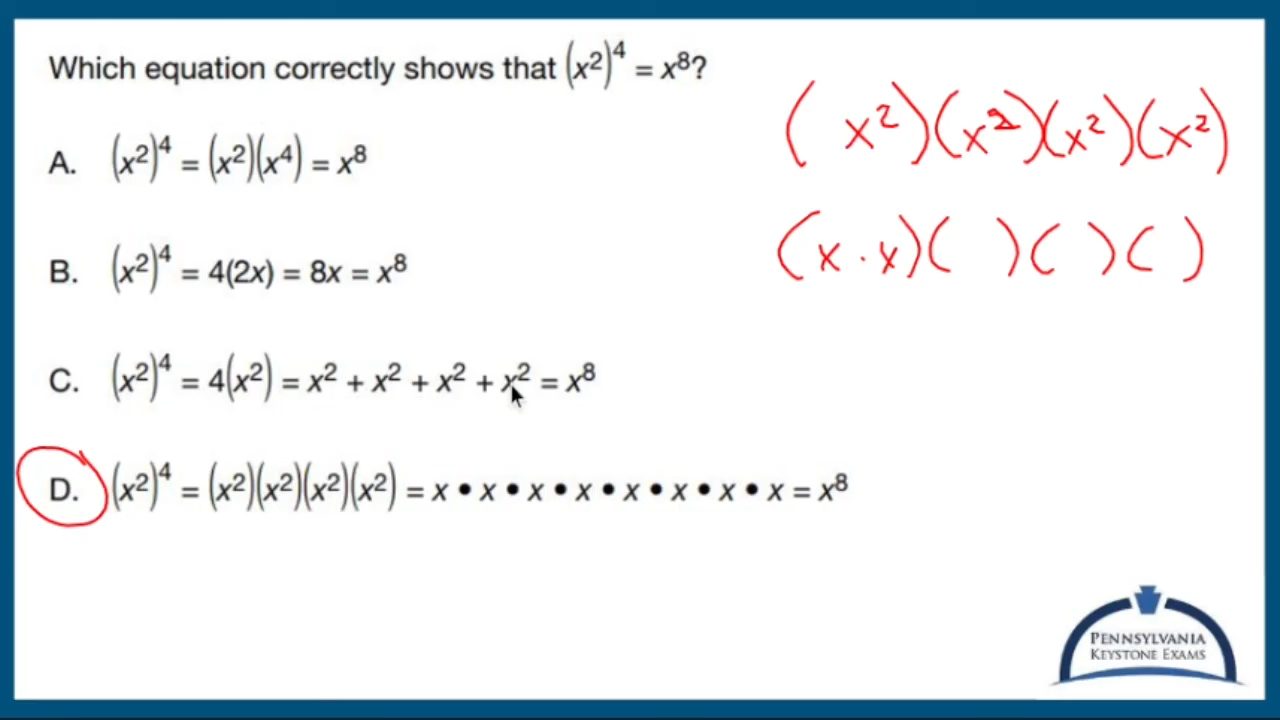 Which equation correctly shows that (x²)⁴ = x⁸?
(x²)(x²)(x²)(x²)
A. (x²)⁴ = (x²)(x⁴) = x⁸
(x · x)( )( )( )
B. (x²)⁴ = 4(2x) = 8x = x⁸
C. (x²)⁴ = 4(x²) = x² + x² + x² + x² = x⁸
D. (x²)⁴ = (x²)(x²)(x²)(x²) = x • x • x • x • x • x • x • x = x⁸
PENNSYLVANIA
KEYSTONE EXAMS